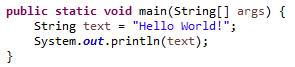 public static void main(String[] args) {
    String text = "Hello World!";
    System.out.println(text);
}